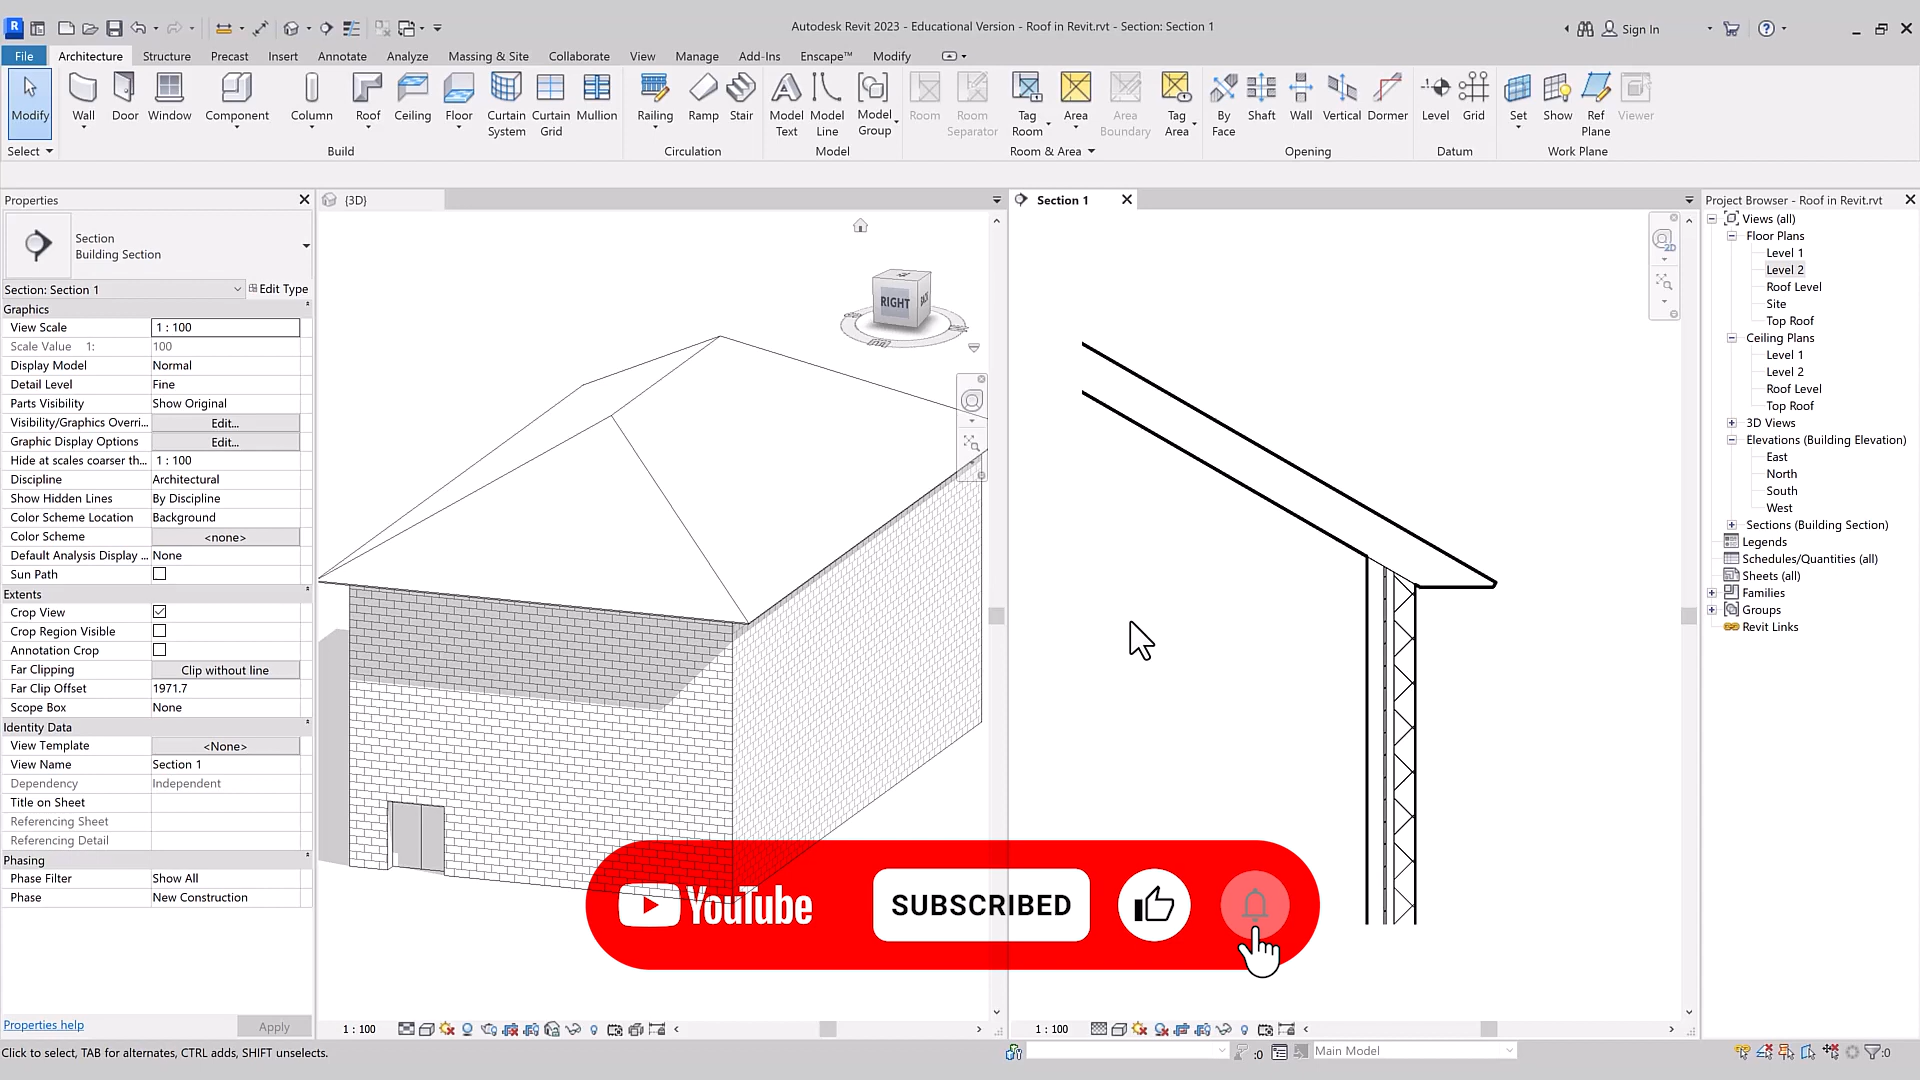 Autodesk Revit 2023 - Educational Version - Roof in Revit.rvt - Section: Section 1
Sign In
File Architecture Structure Precast Insert Annotate Analyze Massing & Site Collaborate View Manage Add-Ins Enscape™ Modify
Modify Wall Door Window Component Column Roof Ceiling Floor Curtain System Curtain Grid Mullion Railing Ramp Stair Model Text Model Line Model Group Room Room Separator Tag Room Area Area Boundary Tag Area By Face Shaft Wall Vertical Dormer Level Grid Set Show Ref Plane Viewer
Select Build Circulation Model Room & Area Opening Datum Work Plane
Properties
Section
Building Section
Section: Section 1 Edit Type
Graphics
View Scale 1 : 100
Scale Value 1: 100
Display Model Normal
Detail Level Fine
Parts Visibility Show Original
Visibility/Graphics Overri... Edit...
Graphic Display Options Edit...
Hide at scales coarser th... 1 : 100
Discipline Architectural
Show Hidden Lines By Discipline
Color Scheme Location Background
Color Scheme <none>
Default Analysis Display ... None
Sun Path
Extents
Crop View
Crop Region Visible
Annotation Crop
Far Clipping Clip without line
Far Clip Offset 1971.7
Scope Box None
Identity Data
View Template <None>
View Name Section 1
Dependency Independent
Title on Sheet
Referencing Sheet
Referencing Detail
Phasing
Phase Filter Show All
Phase New Construction
Properties help Apply
{3D}
RIGHT
1 : 100
Section 1
2D
1 : 100
YouTube SUBSCRIBED
Project Browser - Roof in Revit.rvt
Views (all)
Floor Plans
Level 1
Level 2
Roof Level
Site
Top Roof
Ceiling Plans
Level 1
Level 2
Roof Level
Top Roof
3D Views
Elevations (Building Elevation)
East
North
South
West
Sections (Building Section)
Legends
Schedules/Quantities (all)
Sheets (all)
Families
Groups
Revit Links
Click to select, TAB for alternates, CTRL adds, SHIFT unselects.
:0 Main Model :0